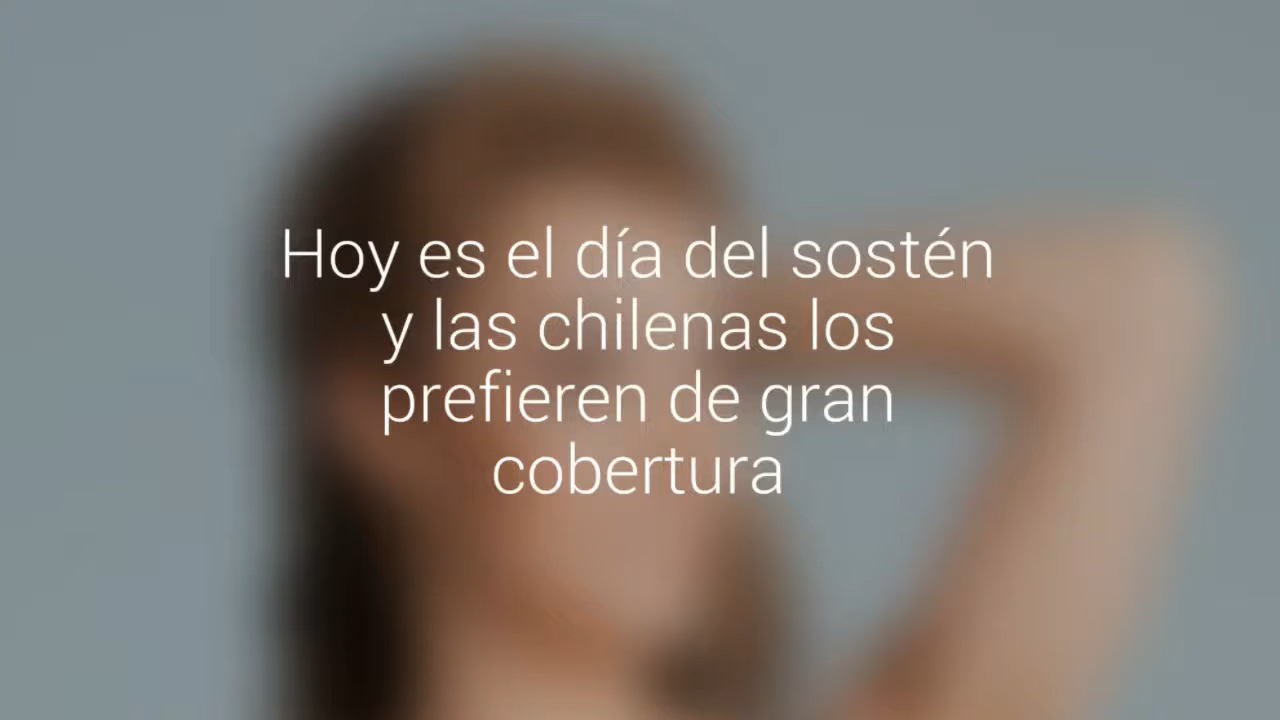 Hoy es el día del sostén
y las chilenas los
prefieren de gran
cobertura